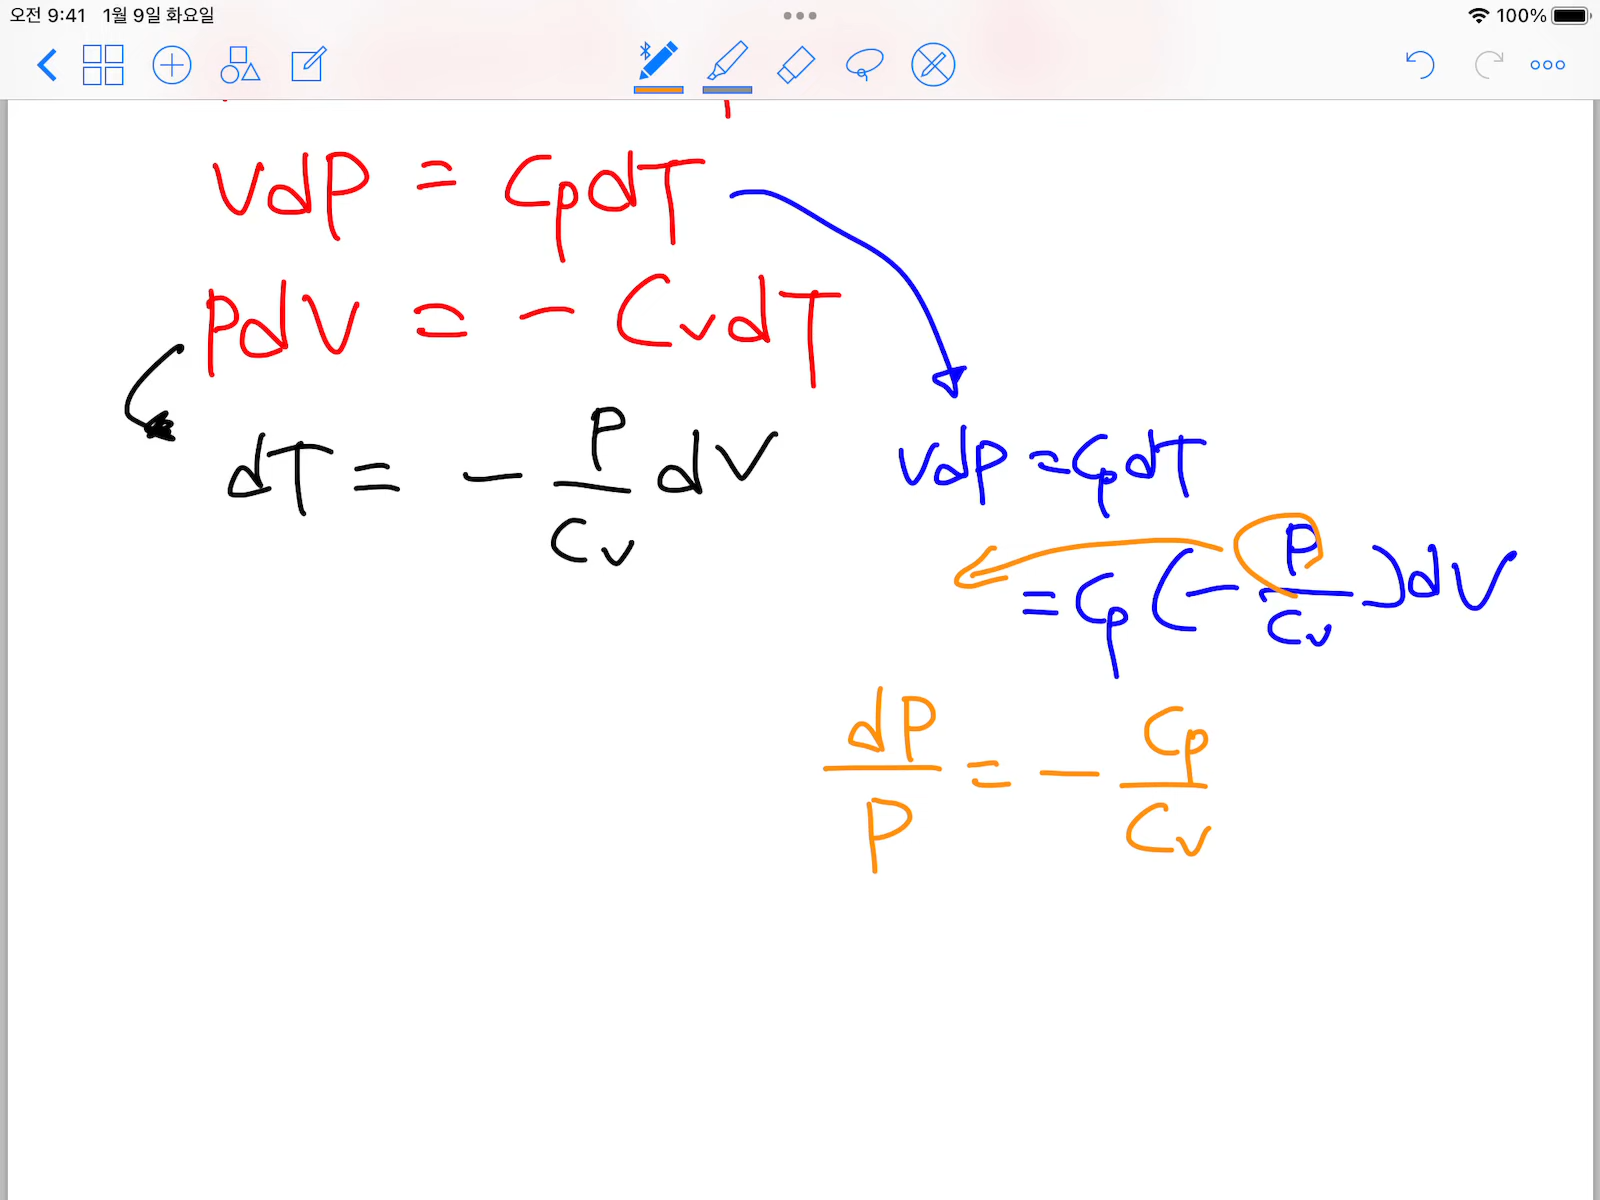 오전 9:41 1월 9일 화요일 100%
VdP = CpdT
PdV = - CvdT
dT = - P/Cv dV
VdP = CpdT
= Cp(- P/Cv)dV
dP/P = - Cp/Cv